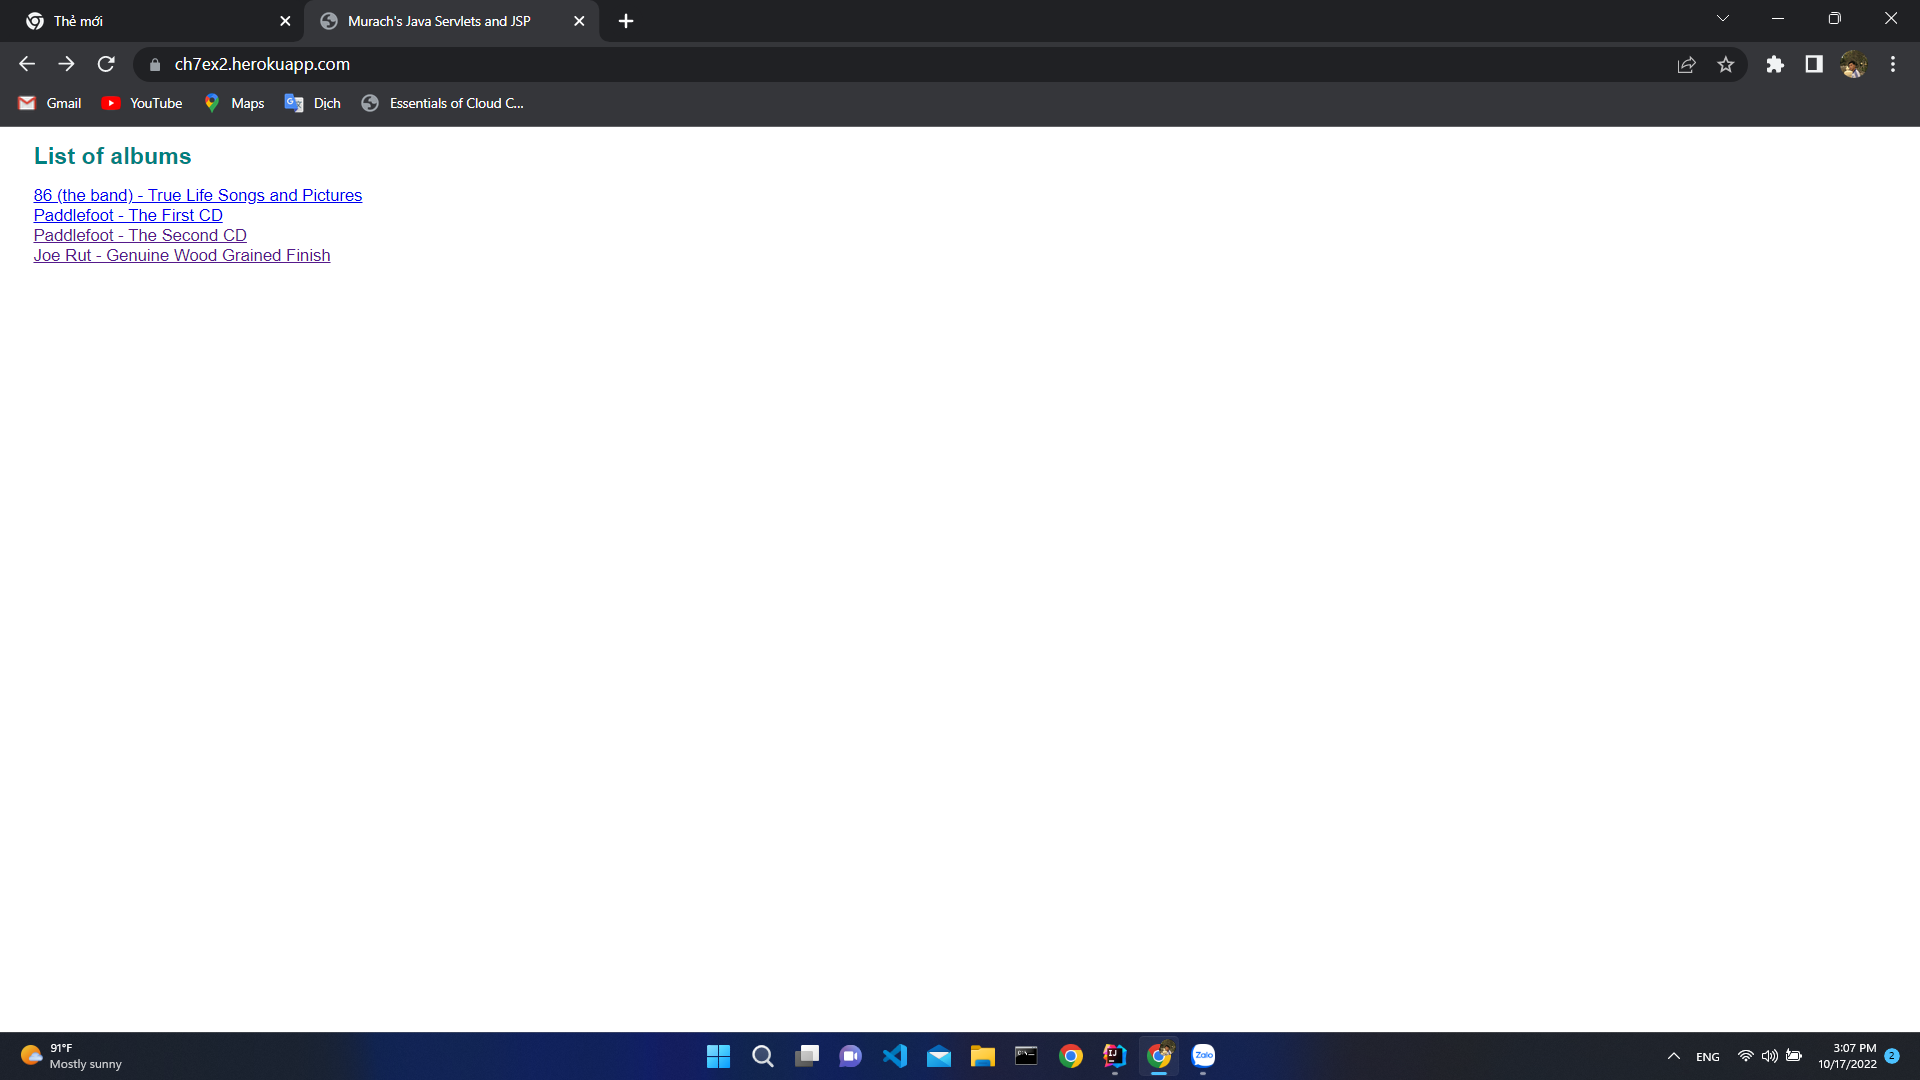 Thẻ mới
Murach's Java Servlets and JSP
ch7ex2.herokuapp.com
Gmail
YouTube
Maps
Dịch
Essentials of Cloud C...
List of albums
86 (the band) - True Life Songs and Pictures
Paddlefoot - The First CD
Paddlefoot - The Second CD
Joe Rut - Genuine Wood Grained Finish
91°F
Mostly sunny
Zalo
ENG
3:07 PM
10/17/2022
2